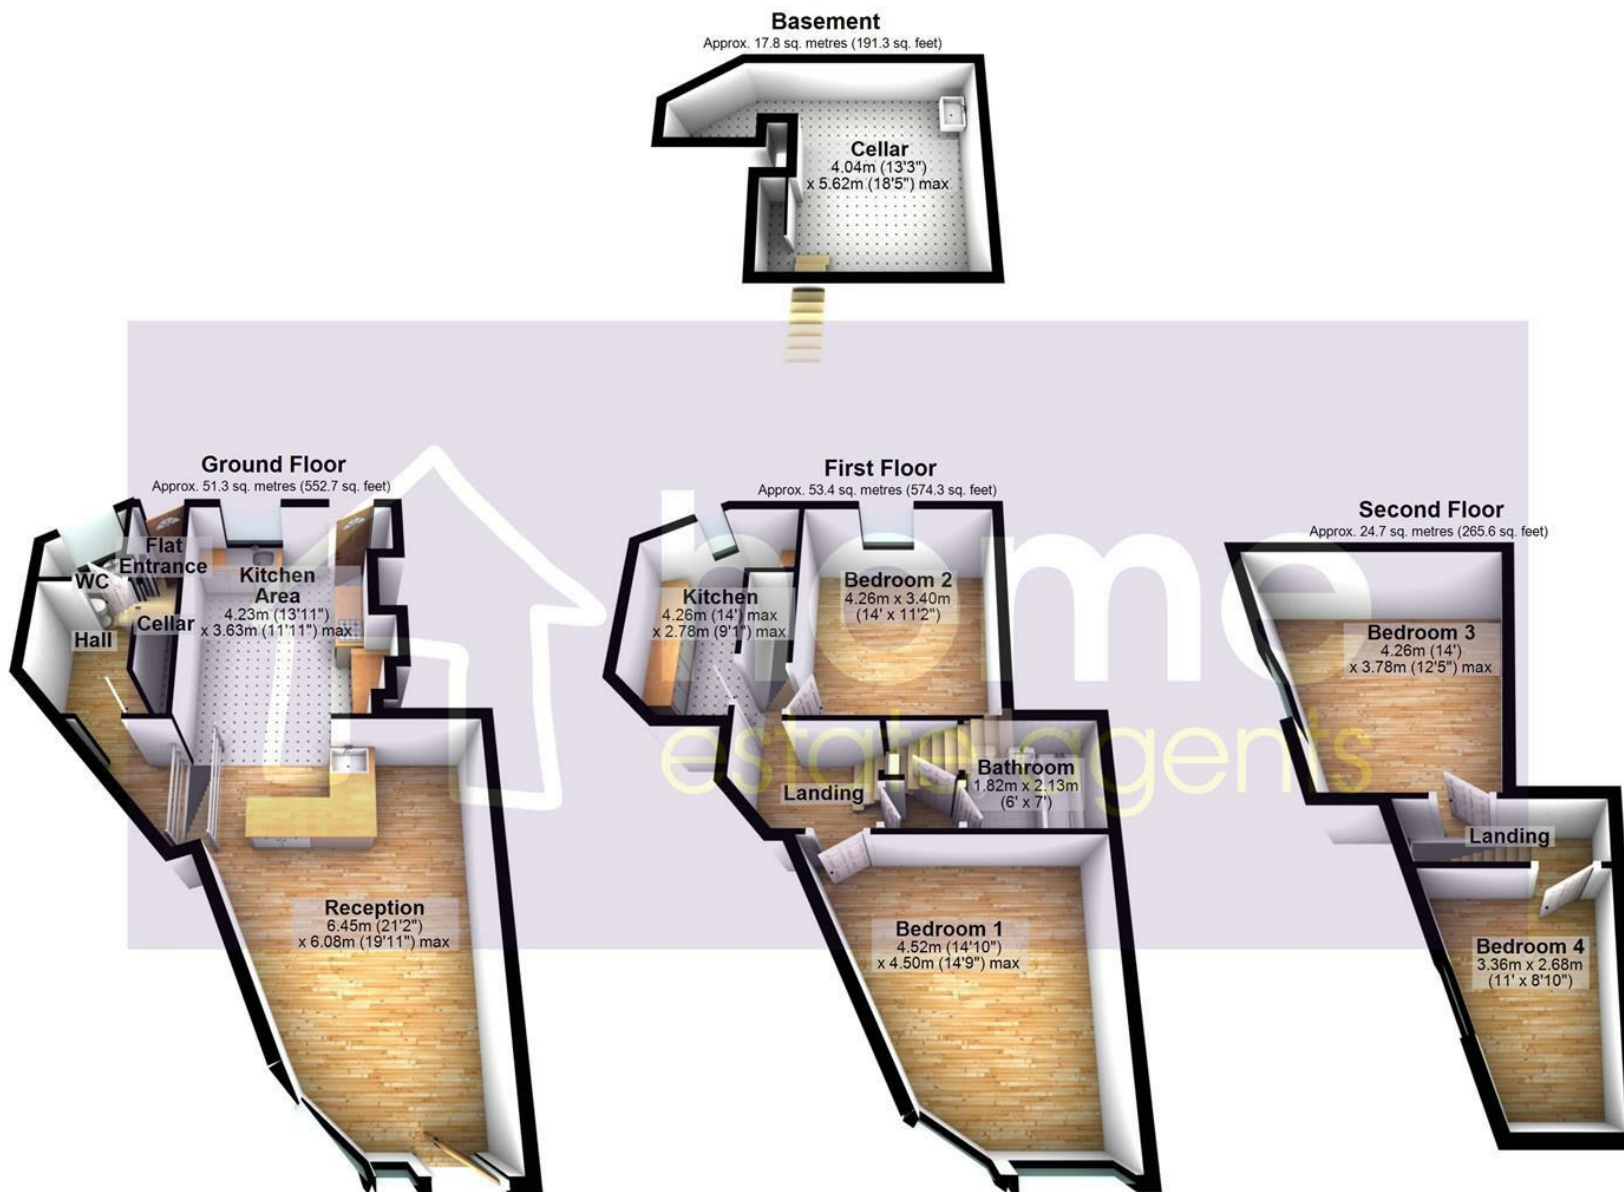 Basement
Approx. 17.8 sq. metres (191.3 sq. feet)
Cellar
4.04m (13'3")
x 5.62m (18'5") max
Ground Floor
Approx. 51.3 sq. metres (552.7 sq. feet)
Flat
Entrance
WC
Hall
Cellar
Kitchen
Area
4.23m (13'11")
x 3.63m (11'11") max
Reception
6.45m (21'2")
x 6.08m (19'11") max
First Floor
Approx. 53.4 sq. metres (574.3 sq. feet)
Kitchen
4.26m (14') max
x 2.78m (9'1") max
Bedroom 2
4.26m x 3.40m
(14' x 11'2")
Landing
Bathroom
1.82m x 2.13m
(6' x 7')
Bedroom 1
4.52m (14'10")
x 4.50m (14'9") max
Second Floor
Approx. 24.7 sq. metres (265.6 sq. feet)
Bedroom 3
4.26m (14')
x 3.78m (12'5") max
Landing
Bedroom 4
3.36m x 2.68m
(11' x 8'10")
home
estate agents